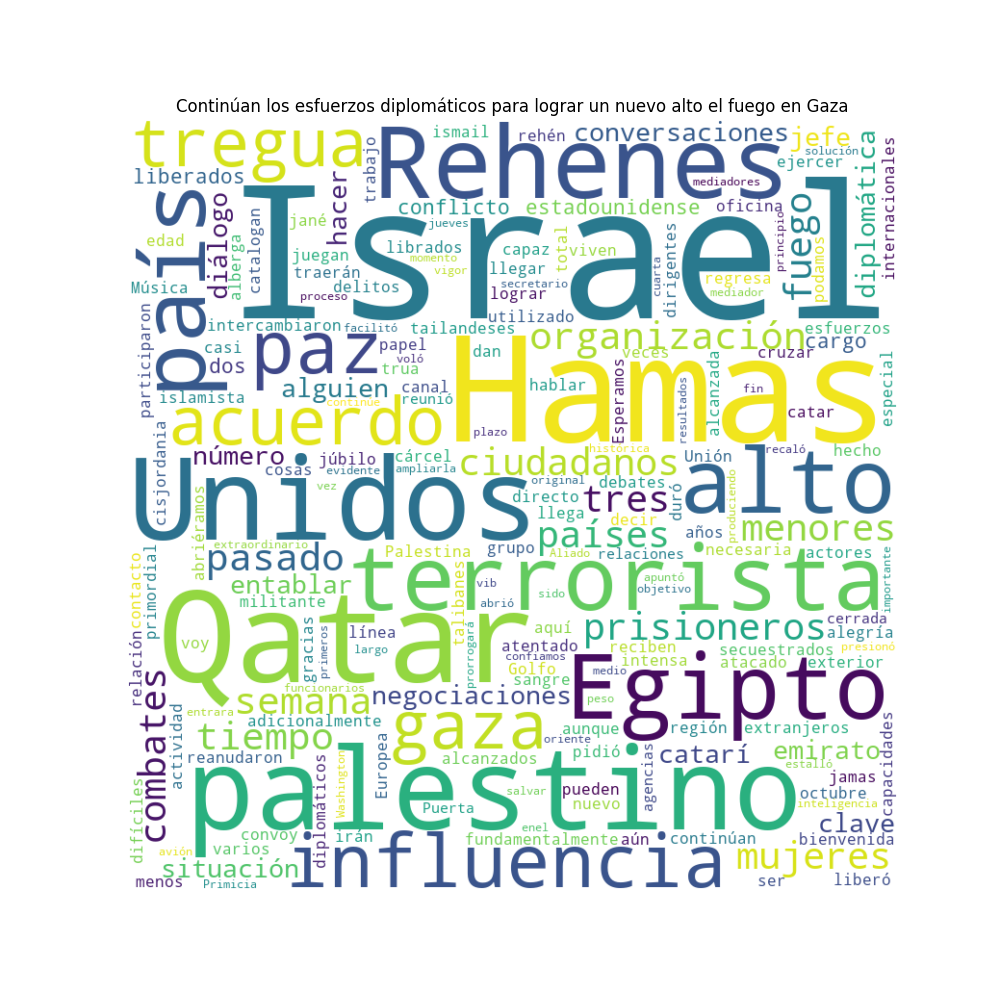 Continúan los esfuerzos diplomáticos para lograr un nuevo alto el fuego en Gaza
tregua
Rehenes
ismail
rehén
conversaciones
jefe
solución
ejercer
diplomática
internacionales
liberados
trabajo
mediadores
país
diálogo
hacer
Israel
conflicto
estadounidense
oficina
principio
fuego
podamos
edad
alberga
catalogan
jané
jueves
juegan
librados
momento
capaz
total
viven
dirigentes
cuarta
regresa
mediador
Música
traerán
vigor
llegar
secretario
proceso
delitos
lograr
utilizado
participaron
intercambiaron
facilitó
tailandeses
organización
esfuerzos
casi
paz
papel
trua
voló
dan
Hamas
veces
cruzar
cargo
dos
islamista
alguien
canal
reunió
hablar
Esperamos
resultados
alcanzada
fin
catar
especial
acuerdo
continúe
plazo
histórica
recaló
hecho
cisjordania
número
júbilo
cárcel
cosas
evidente
ampliarla
ciudadanos
Unión
alto
Unidos
vez
original
debates
directo
tres
duró
produciendo
llega
decir
años
menores
abriéramos
extraordinario
países
pasado
Palestina
grupo
Aliado
relaciones
necesaria
actores
contacto
primordial
entablar
talibanes
terrorista
vib
apuntó
objetivo
importante
militante
abrió
sido
Qatar
gracias
primeros
línea
largo
voy
aquí
prisioneros
cerrada
alegría
atentado
reciben
secuestrados
presionó
confiamos
intensa
atacado
exterior
relación
prorrogará
Golfo
sangre
medio
Egipto
funcionarios
semana
negociaciones
peso
combates
actividad
entrara
adicionalmente
gaza
oriente
aunque
región
extranjeros
capacidades
tiempo
reanudaron
Europea
alcanzados
pidió
catarí
emirato
estalló
difíciles
diplomáticos
Washington
palestino
salvar
pueden
nuevo
agencias
jamas
octubre
inteligencia
Puerta
enel
clave
convoy
irán
fundamentalmente
aún
continúan
bienvenida
avión
varios
situación
influencia
mujeres
menos
Primicia
ser
liberó